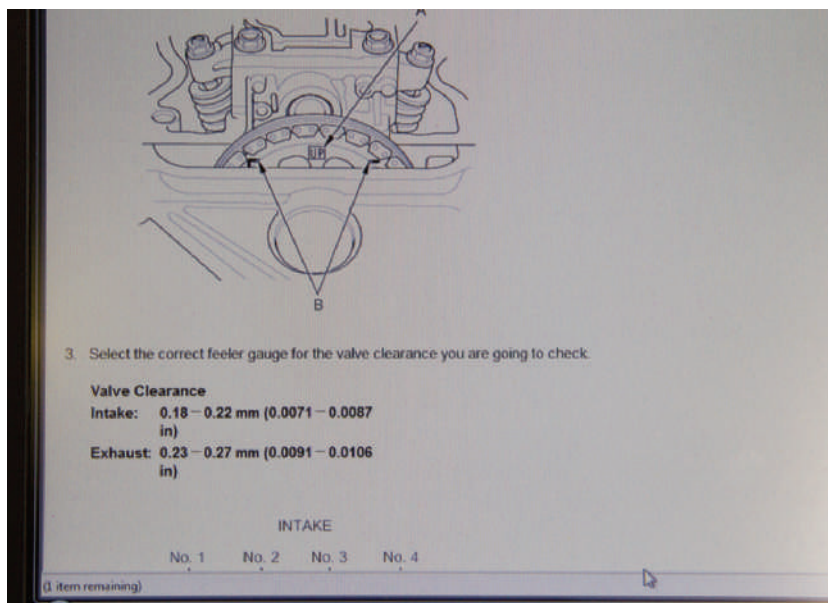 A
UP
B
3. Select the correct feeler gauge for the valve clearance you are going to check.
Valve Clearance
Intake: 0.18－0.22 mm (0.0071－0.0087
in)
Exhaust: 0.23－0.27 mm (0.0091－0.0106
in)
INTAKE
No. 1 No. 2 No. 3 No. 4
(1 item remaining)